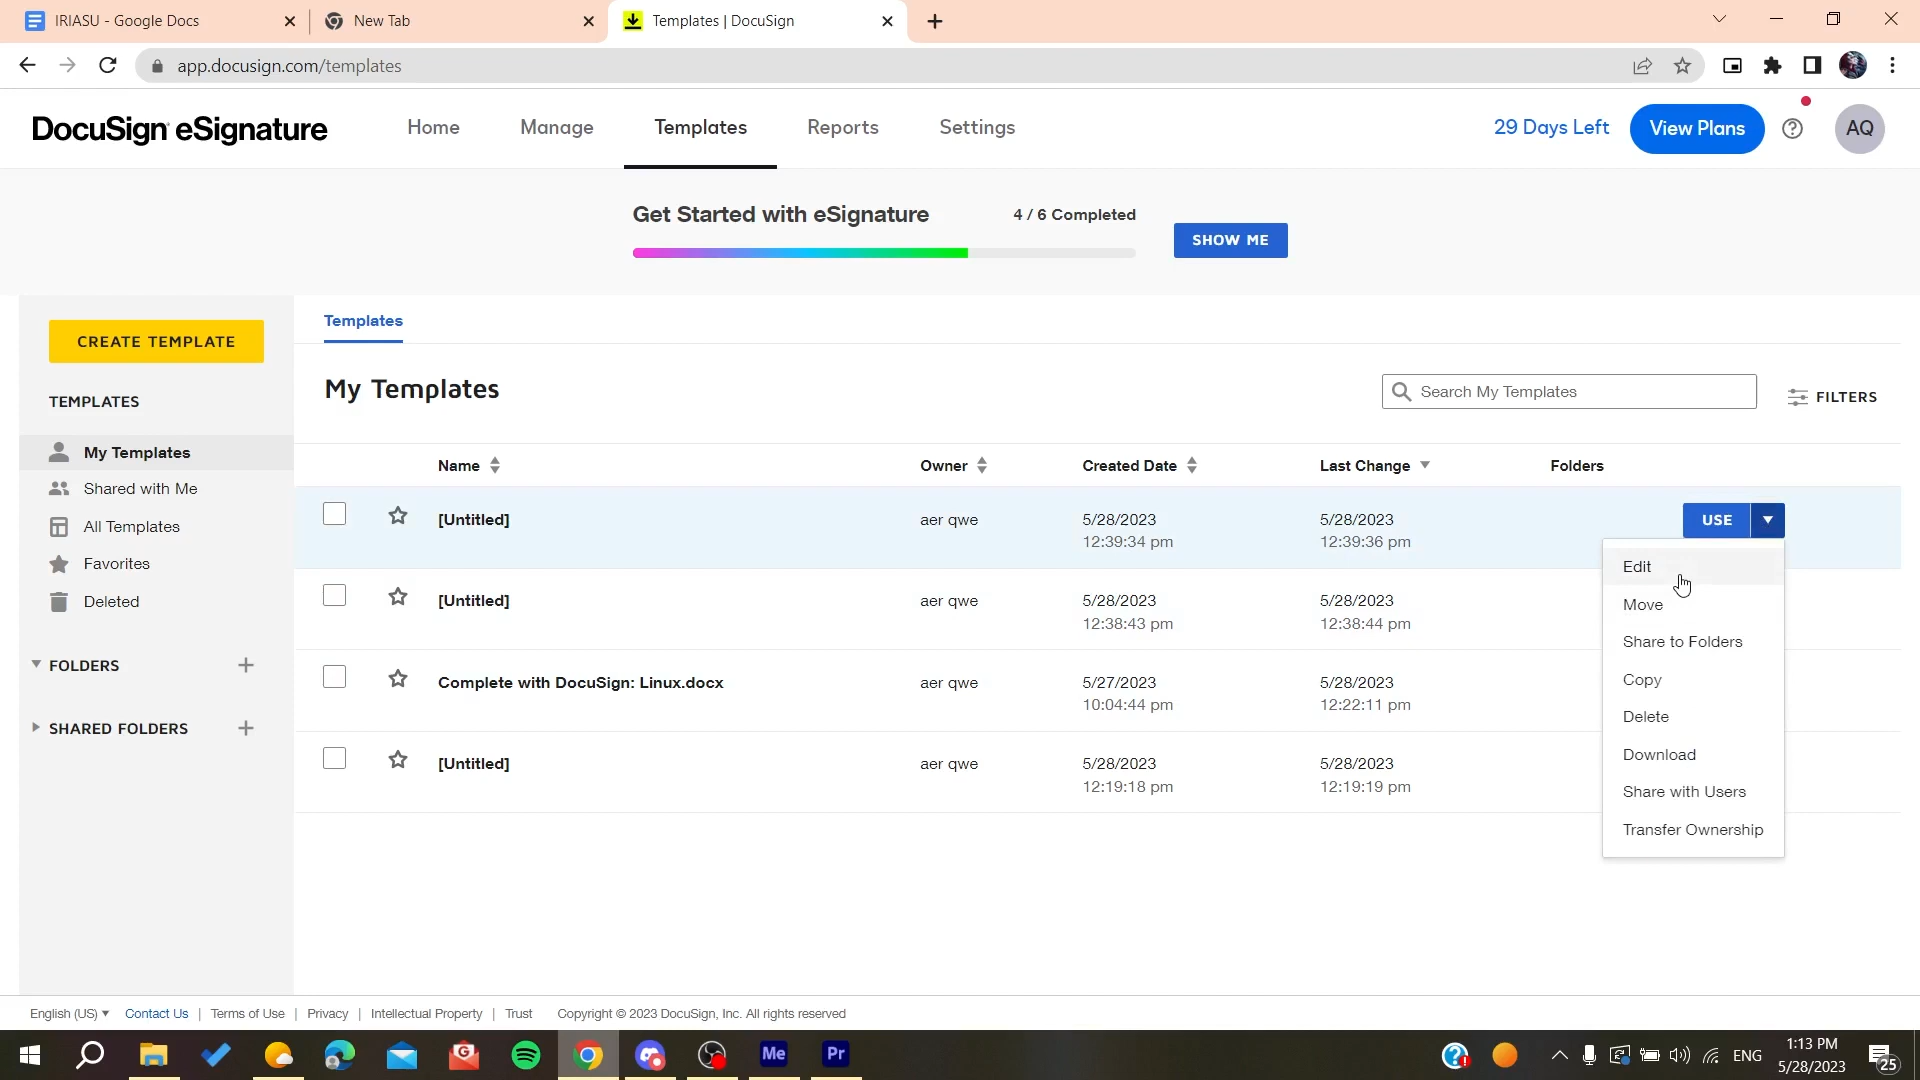 IRIASU - Google Docs
New Tab
Templates | DocuSign
app.docusign.com/templates
DocuSign eSignature
Home
Manage
Templates
Reports
Settings
29 Days Left
View Plans
AQ
Get Started with eSignature
4 / 6 Completed
SHOW ME
CREATE TEMPLATE
TEMPLATES
My Templates
Shared with Me
All Templates
Favorites
Deleted
FOLDERS
SHARED FOLDERS
Templates
My Templates
Search My Templates
FILTERS
Name
Owner
Created Date
Last Change
Folders
[Untitled]
aer qwe
5/28/2023
12:39:34 pm
5/28/2023
12:39:36 pm
USE
[Untitled]
aer qwe
5/28/2023
12:38:43 pm
5/28/2023
12:38:44 pm
Complete with DocuSign: Linux.docx
aer qwe
5/27/2023
10:04:44 pm
5/28/2023
12:22:11 pm
[Untitled]
aer qwe
5/28/2023
12:19:18 pm
5/28/2023
12:19:19 pm
Edit
Move
Share to Folders
Copy
Delete
Download
Share with Users
Transfer Ownership
English (US)
Contact Us
Terms of Use
Privacy
Intellectual Property
Trust
Copyright © 2023 DocuSign, Inc. All rights reserved
Me
Pr
ENG
1:13 PM
5/28/2023
25